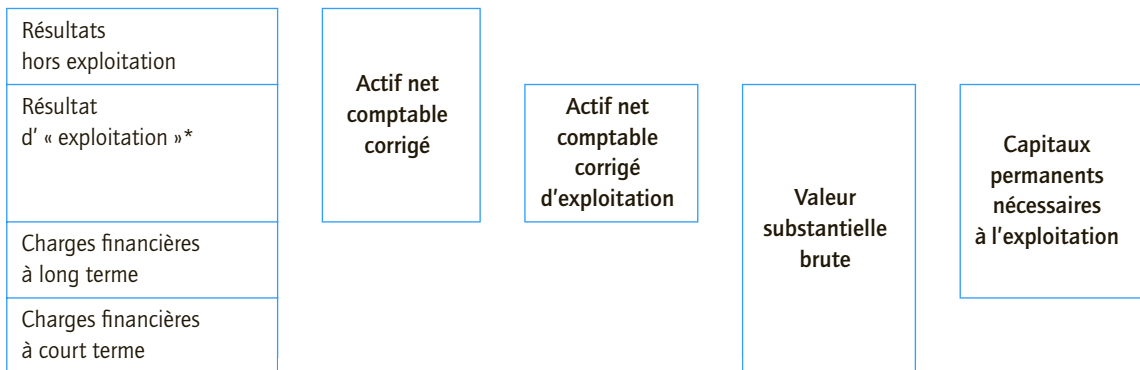 Résultats
hors exploitation
Résultat
d' « exploitation »*
Charges financières
à long terme
Charges financières
à court terme
Actif net
comptable
corrigé
Actif net
comptable
corrigé
d'exploitation
Valeur
substantielle
brute
Capitaux
permanents
nécessaires
à l'exploitation